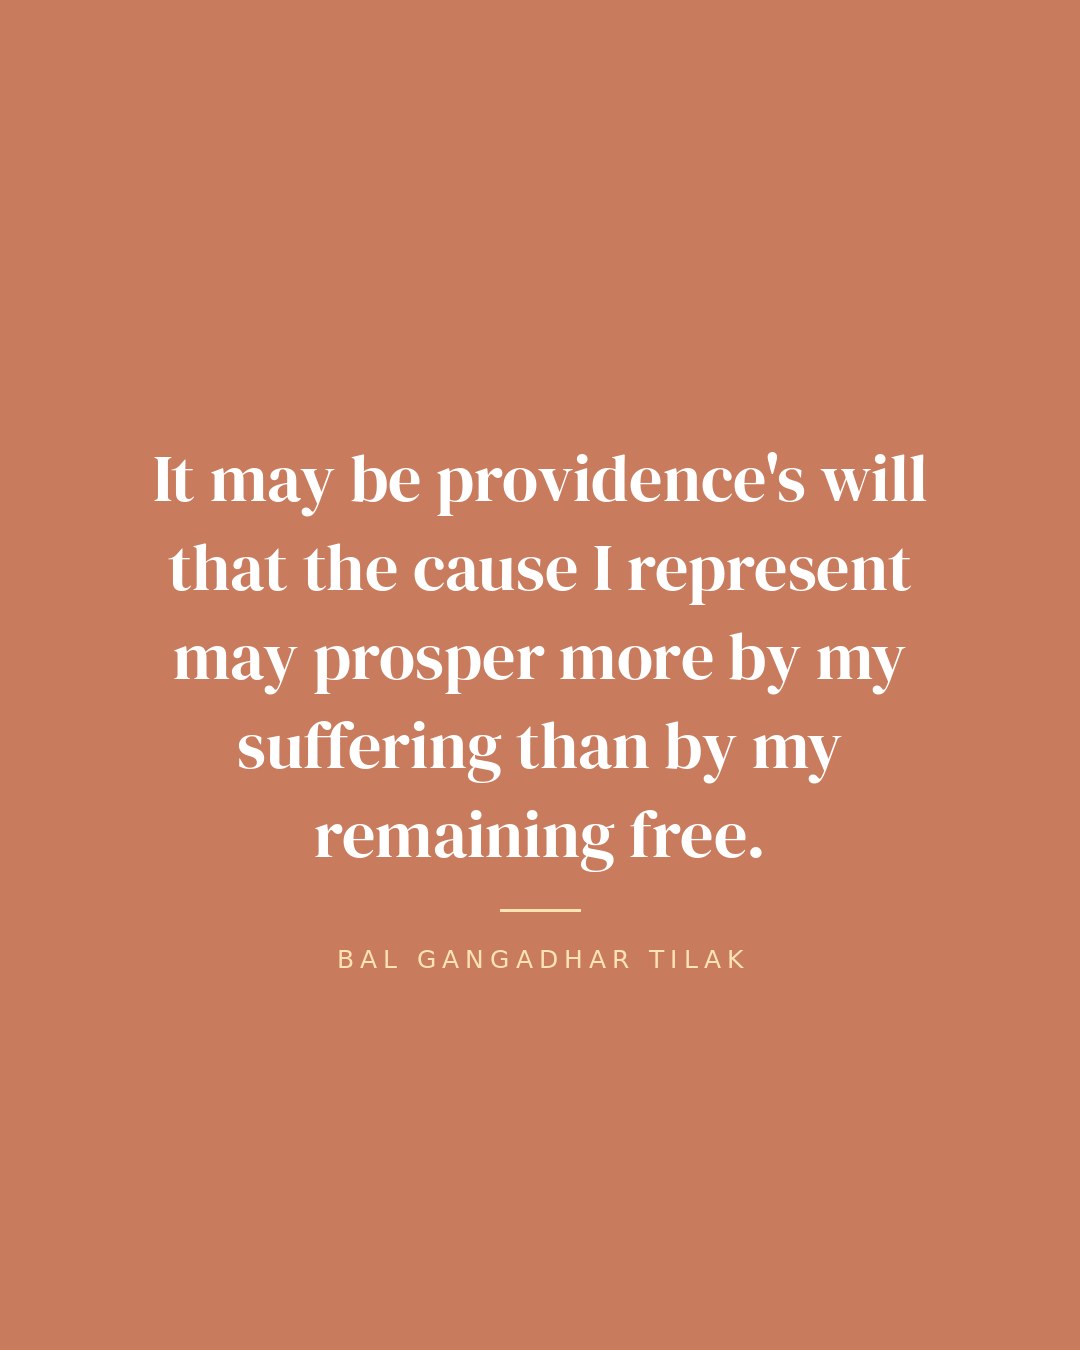 It may be providence's will
that the cause I represent
may prosper more by my
suffering than by my
remaining free.
BAL GANGADHAR TILAK